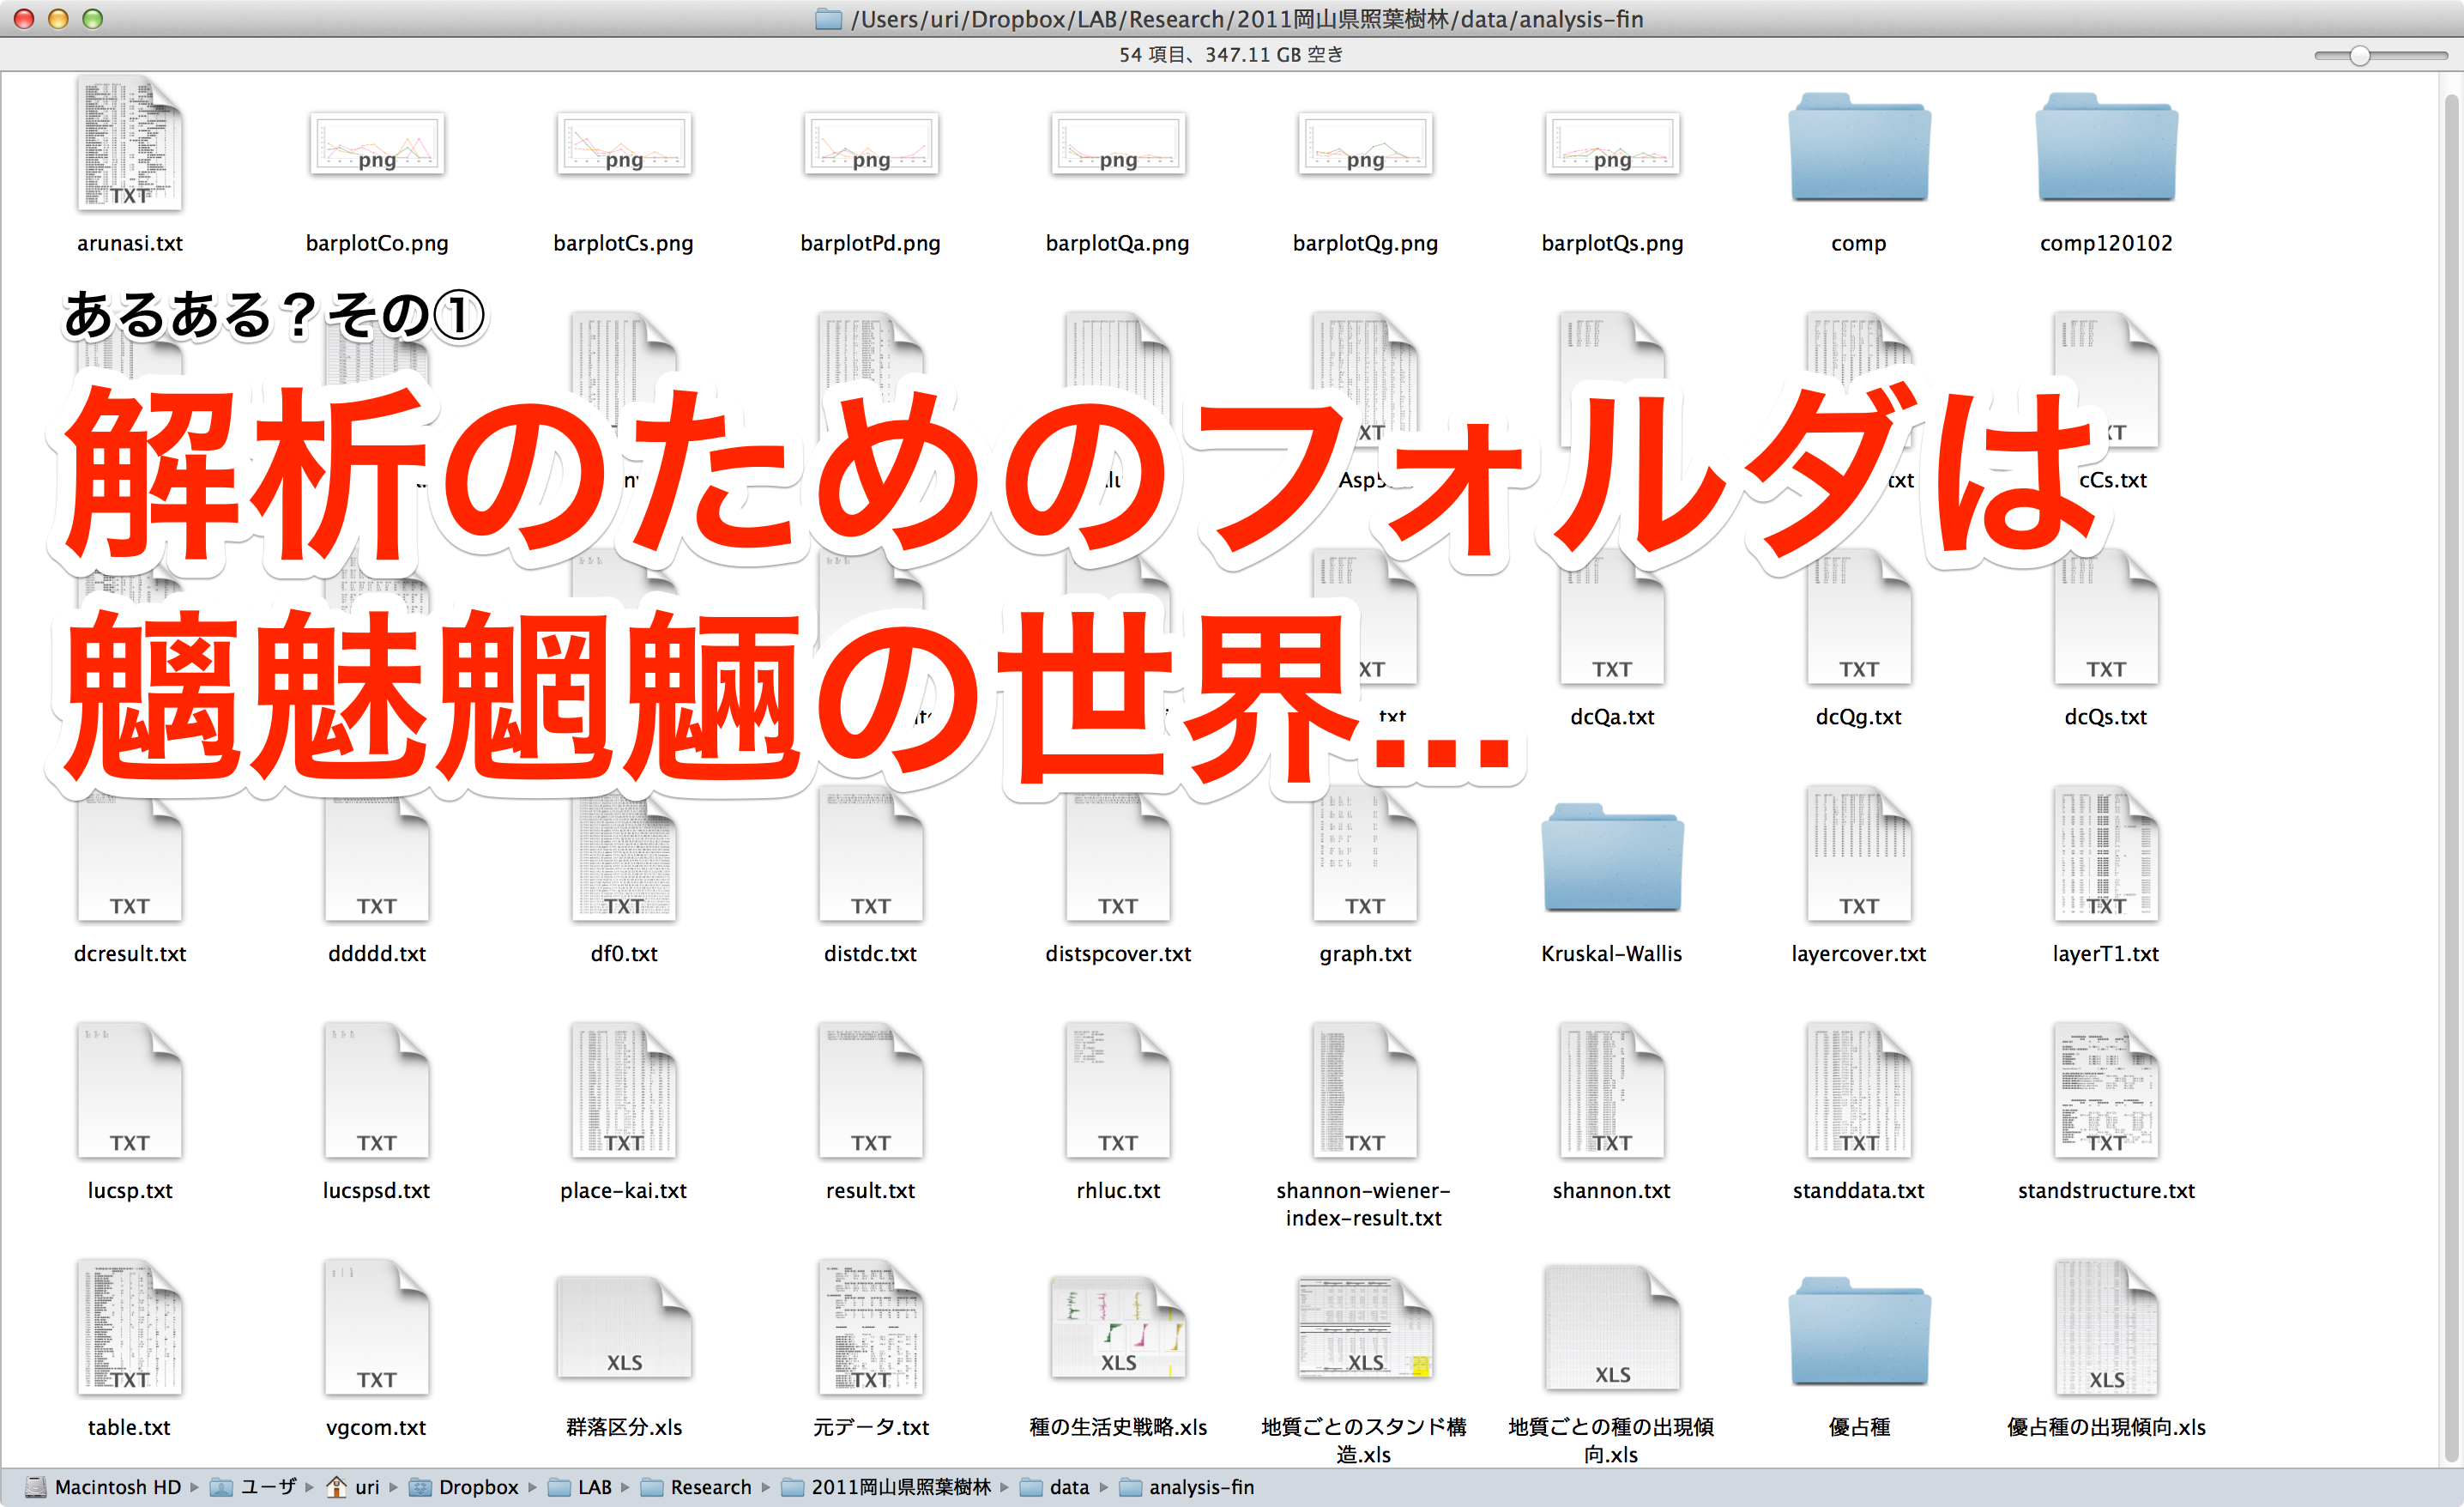 /Users/uri/Dropbox/LAB/Research/2011岡山県照葉樹林/data/analysis-fin
54 項目、347.11 GB 空き
TXT
png
png
png
png
png
png
arunasi.txt
barplotCo.png
barplotCs.png
barplotPd.png
barplotQa.png
barplotQg.png
barplotQs.png
comp
comp120102
あるある？その①
解析のためのフォルダは
cCs.txt
魑魅魍魎の世界...
TXT
TXT
TXT
.txt
dcQa.txt
dcQg.txt
dcQs.txt
TXT
TXT
TXT
TXT
TXT
TXT
TXT
TXT
dcresult.txt
ddddd.txt
df0.txt
distdc.txt
distspcover.txt
graph.txt
Kruskal-Wallis
layercover.txt
layerT1.txt
TXT
TXT
TXT
TXT
TXT
TXT
TXT
TXT
TXT
lucsp.txt
lucspsd.txt
place-kai.txt
result.txt
rhluc.txt
shannon-wiener-
index-result.txt
shannon.txt
standdata.txt
standstructure.txt
TXT
TXT
XLS
TXT
XLS
XLS
XLS
XLS
table.txt
vgcom.txt
群落区分.xls
元データ.txt
種の生活史戦略.xls
地質ごとのスタンド構
造.xls
地質ごとの種の出現傾
向.xls
優占種
優占種の出現傾向.xls
Macintosh HD ▸ ユーザ ▸ uri ▸ Dropbox ▸ LAB ▸ Research ▸ 2011岡山県照葉樹林 ▸ data ▸ analysis-fin